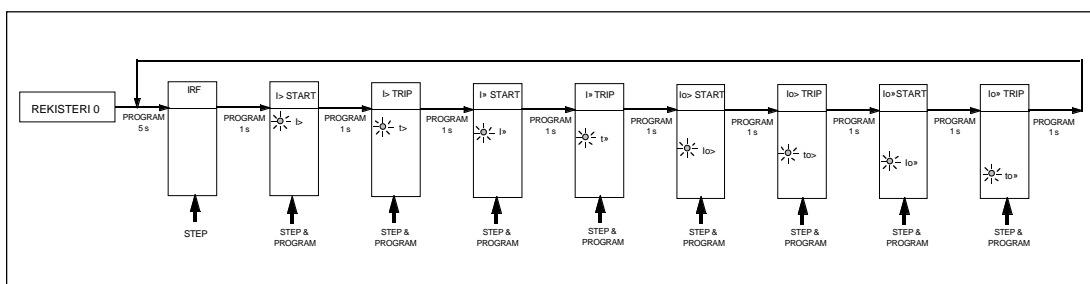 REKISTERI 0
PROGRAM
5 s
IRF
STEP
PROGRAM
1 s
I> START
I>
STEP &
PROGRAM
PROGRAM
1 s
I> TRIP
t>
STEP &
PROGRAM
PROGRAM
1 s
I» START
I»
STEP &
PROGRAM
PROGRAM
1 s
I» TRIP
t»
STEP &
PROGRAM
PROGRAM
1 s
Io> START
Io>
STEP &
PROGRAM
PROGRAM
1 s
Io> TRIP
to>
STEP &
PROGRAM
PROGRAM
1 s
Io» START
Io»
STEP &
PROGRAM
PROGRAM
1 s
Io» TRIP
to»
STEP &
PROGRAM
PROGRAM
1 s